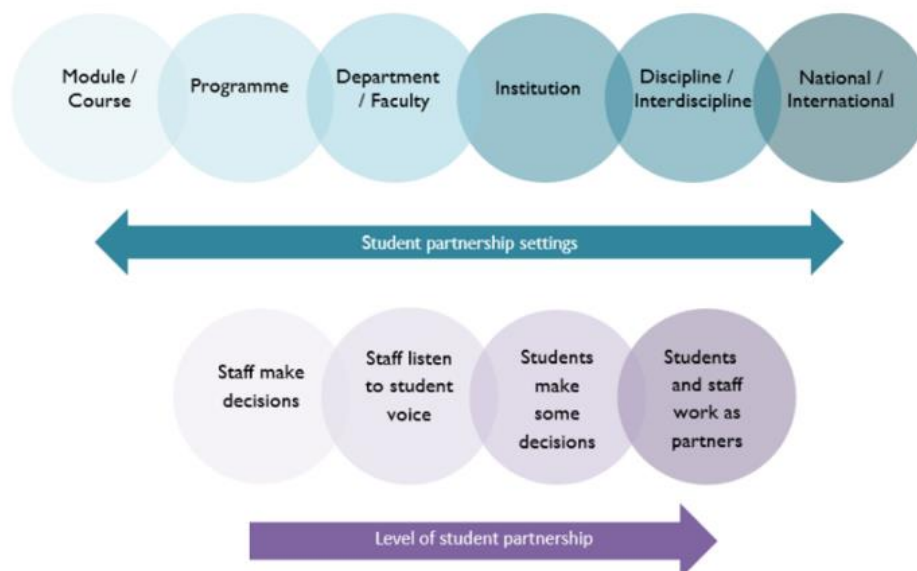 Module /
Course
Programme
Department
/ Faculty
Institution
Discipline /
Interdiscipline
National /
International
Student partnership settings
Staff make
decisions
Staff listen
to student
voice
Students
make
some
decisions
Students
and staff
work as
partners
Level of student partnership